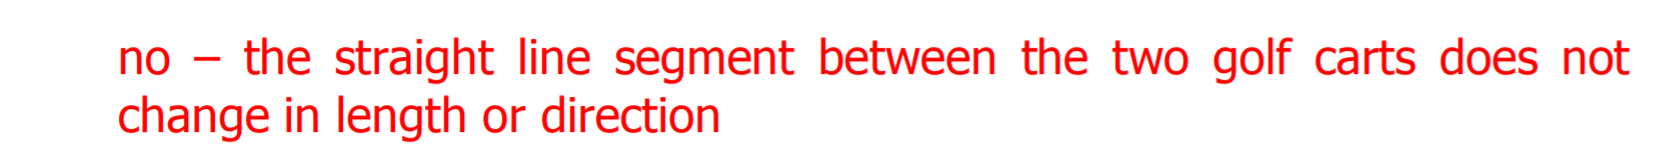 no – the straight line segment between the two golf carts does not
change in length or direction